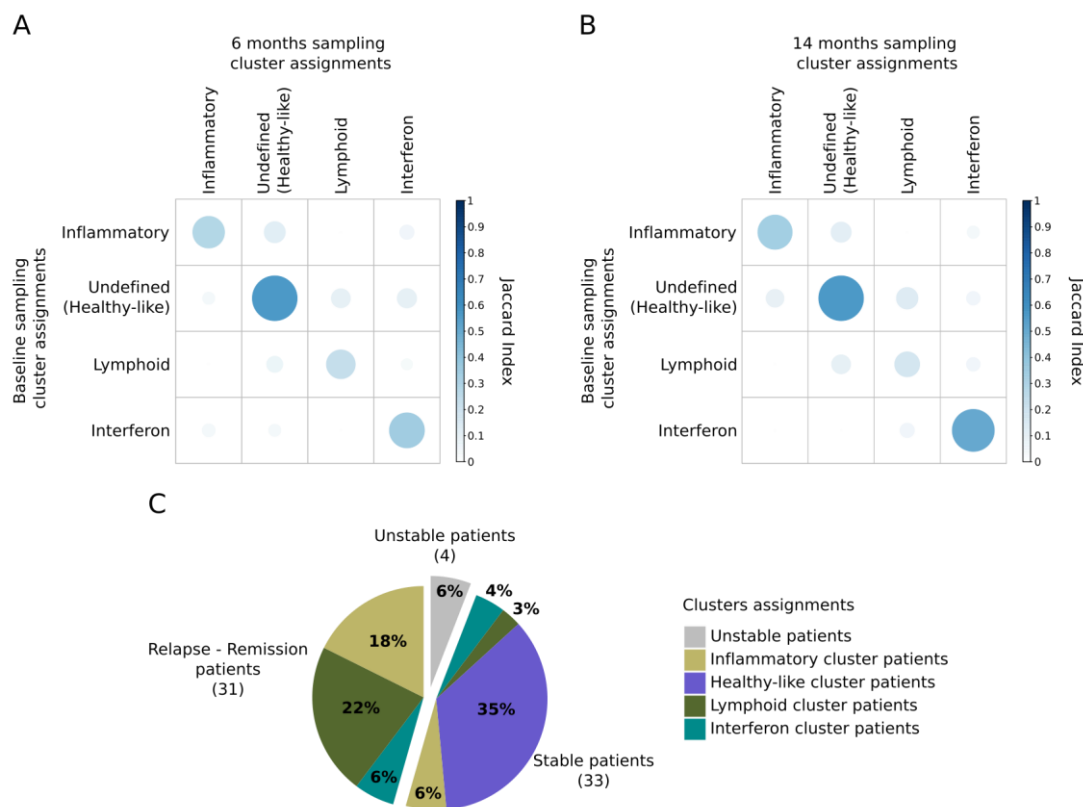 A
6 months sampling
cluster assignments
Inflammatory
Undefined
(Healthy-like)
Lymphoid
Interferon
Baseline sampling
cluster assignments
Inflammatory
Undefined
(Healthy-like)
Lymphoid
Interferon
1
0.9
0.8
0.7
0.6
0.5
0.4
0.3
0.2
0.1
0
Jaccard Index
B
14 months sampling
cluster assignments
Inflammatory
Undefined
(Healthy-like)
Lymphoid
Interferon
Baseline sampling
cluster assignments
Inflammatory
Undefined
(Healthy-like)
Lymphoid
Interferon
1
0.9
0.8
0.7
0.6
0.5
0.4
0.3
0.2
0.1
0
Jaccard Index
C
Unstable patients
(4)
6%
4%
3%
18%
Relapse - Remission
patients
(31)
22%
35%
6%
6%
Stable patients
(33)
Clusters assignments
Unstable patients
Inflammatory cluster patients
Healthy-like cluster patients
Lymphoid cluster patients
Interferon cluster patients